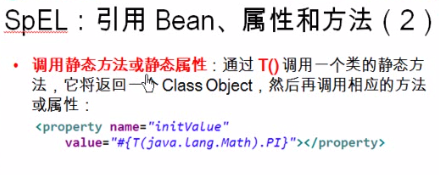 SpEL：引用 Bean、属性和方法（2）
• 调用静态方法或静态属性：通过 T() 调用一个类的静态方
法，它将返回一个 Class Object，然后再调用相应的方法
或属性：
<property name="initValue"
value="#{T(java.lang.Math).PI}"></property>